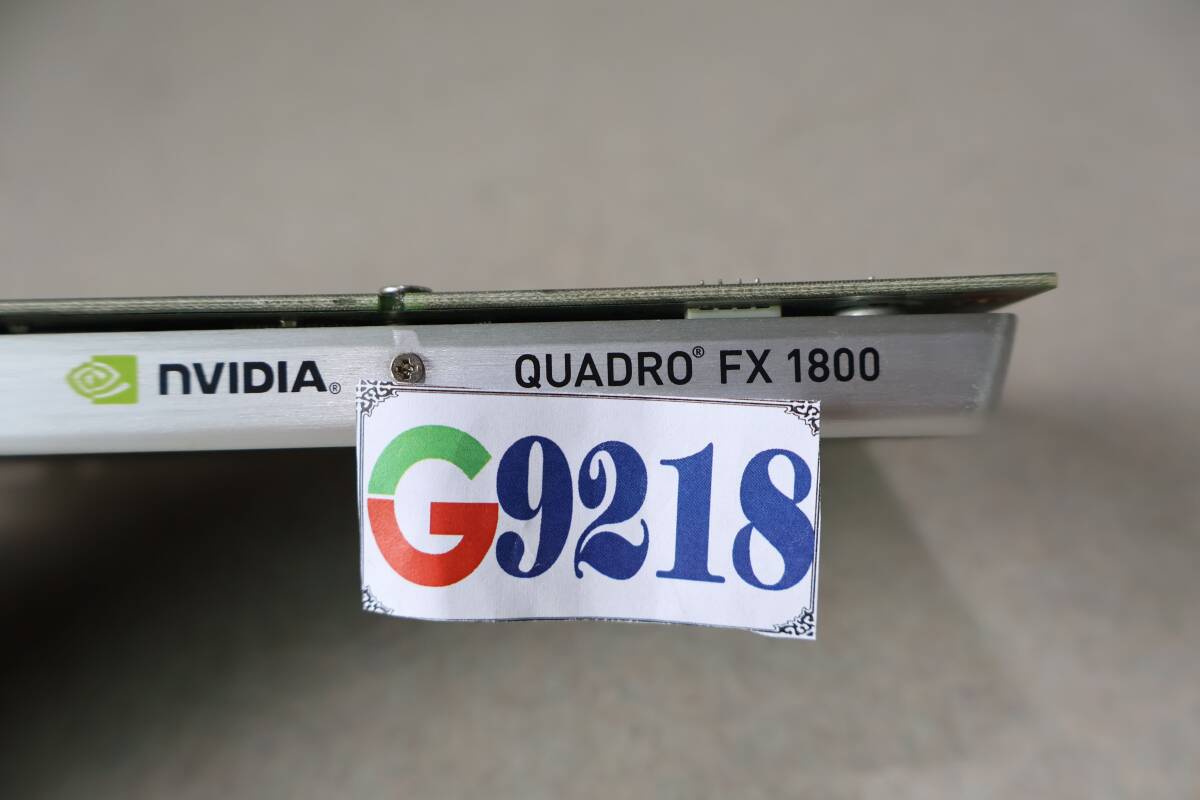 NVIDIA® QUADRO® FX 1800
G9218